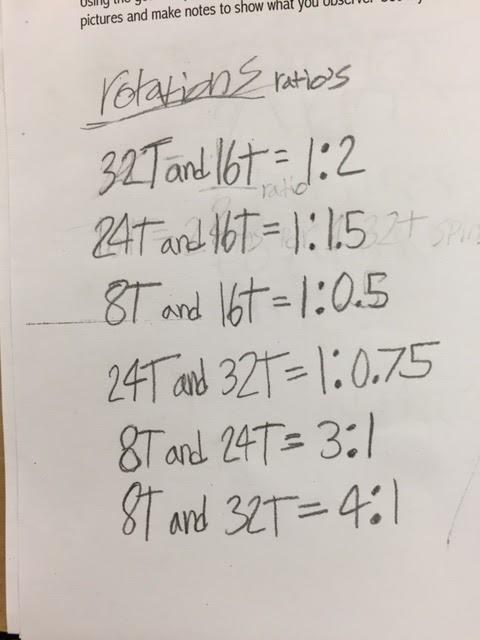 pictures and make notes to show what you
rotations ratio's
32T and 16T = 1:2
ratio
24T and 16T = 1:1.5
32T
8T and 16T = 1:0.5
24T and 32T = 1:0.75
8T and 24T = 3:1
8T and 32T = 4:1